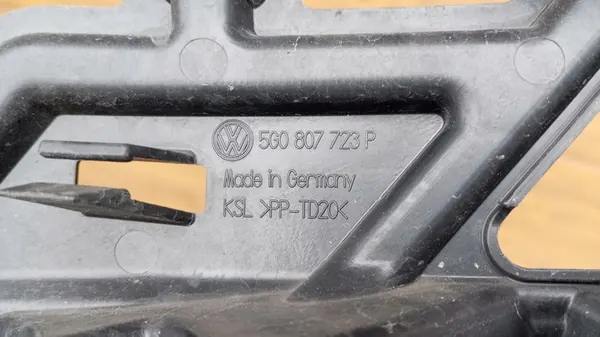 5G0 807 723 P
Made in Germany
KSL >PP-TD20<